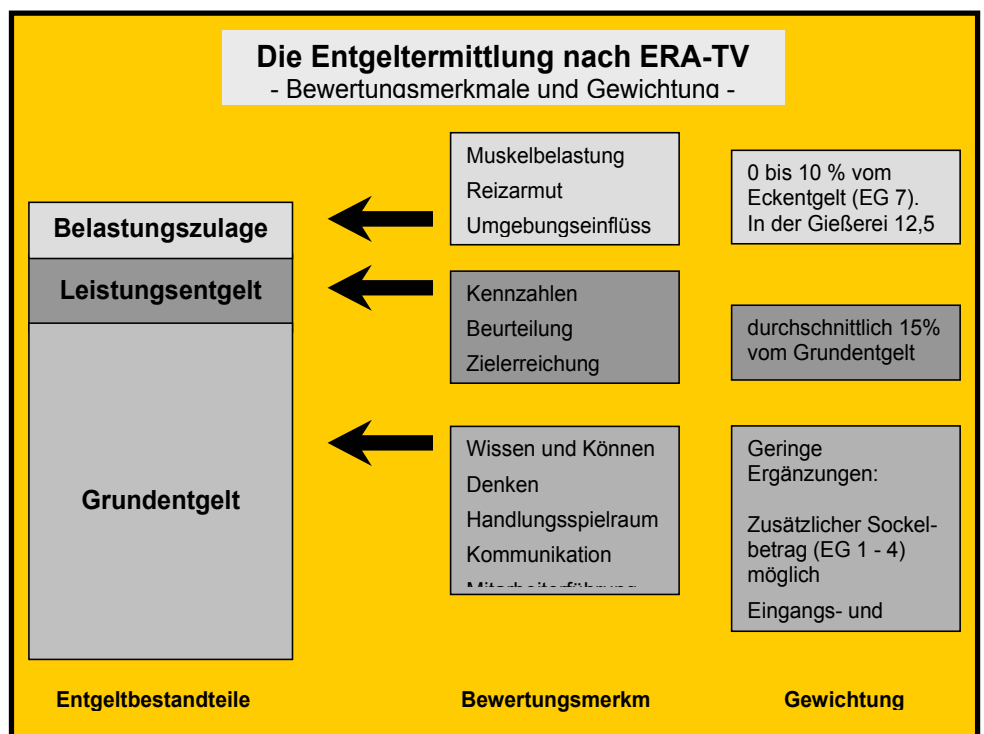 Die Entgeltermittlung nach ERA-TV
- Bewertungsmerkmale und Gewichtung -
Belastungszulage
Leistungsentgelt
Grundentgelt
Entgeltbestandteile
Muskelbelastung
Reizarmut
Umgebungseinflüss
Kennzahlen
Beurteilung
Zielerreichung
Wissen und Können
Denken
Handlungsspielraum
Kommunikation
Mitarbeiterführung
Bewertungsmerkm
0 bis 10 % vom
Eckentgelt (EG 7).
In der Gießerei 12,5
durchschnittlich 15%
vom Grundentgelt
Geringe
Ergänzungen:
Zusätzlicher Sockel-
betrag (EG 1 - 4)
möglich
Eingangs- und
Gewichtung